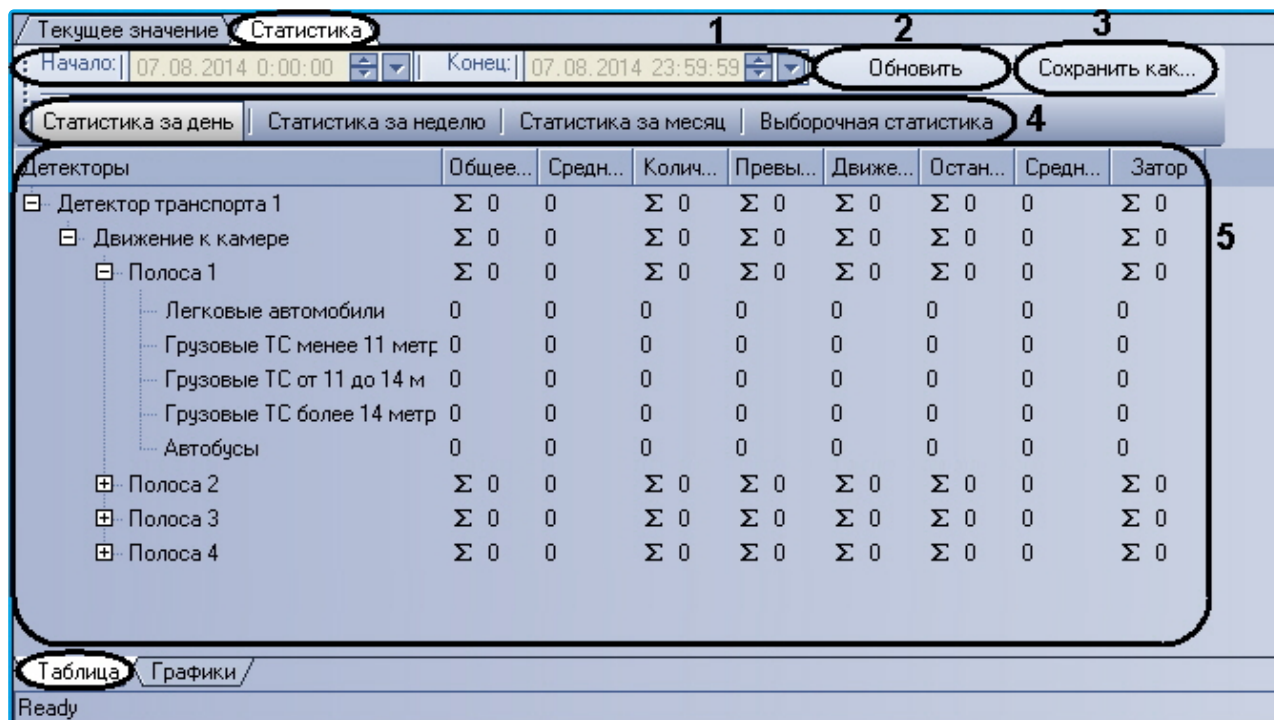 Текущее значение Статистика 1 2 3
Начало: 07.08.2014 0:00:00 Конец: 07.08.2014 23:59:59 Обновить Сохранить как...
Статистика за день Статистика за неделю Статистика за месяц Выборочная статистика 4
Детекторы Общее... Средн... Колич... Превы... Движе... Остан... Средн... Затор
Детектор транспорта 1 Σ 0 0 Σ 0 Σ 0 Σ 0 Σ 0 0 Σ 0
Движение к камере Σ 0 0 Σ 0 Σ 0 Σ 0 Σ 0 0 Σ 0 5
Полоса 1 Σ 0 0 Σ 0 Σ 0 Σ 0 Σ 0 0 Σ 0
Легковые автомобили 0 0 0 0 0 0 0 0
Грузовые ТС менее 11 метр 0 0 0 0 0 0 0 0
Грузовые ТС от 11 до 14 м 0 0 0 0 0 0 0 0
Грузовые ТС более 14 метр 0 0 0 0 0 0 0 0
Автобусы 0 0 0 0 0 0 0 0
Полоса 2 Σ 0 0 Σ 0 Σ 0 Σ 0 Σ 0 0 Σ 0
Полоса 3 Σ 0 0 Σ 0 Σ 0 Σ 0 Σ 0 0 Σ 0
Полоса 4 Σ 0 0 Σ 0 Σ 0 Σ 0 Σ 0 0 Σ 0
Таблица Графики
Ready